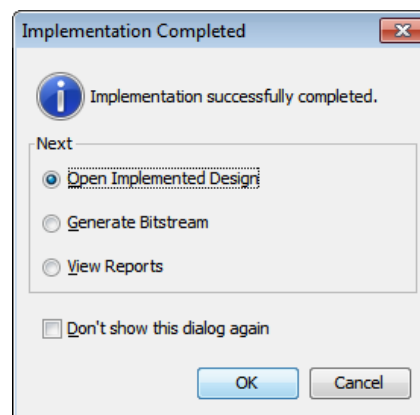 Implementation Completed
Implementation successfully completed.
Next
Open Implemented Design
Generate Bitstream
View Reports
Don't show this dialog again
OK Cancel